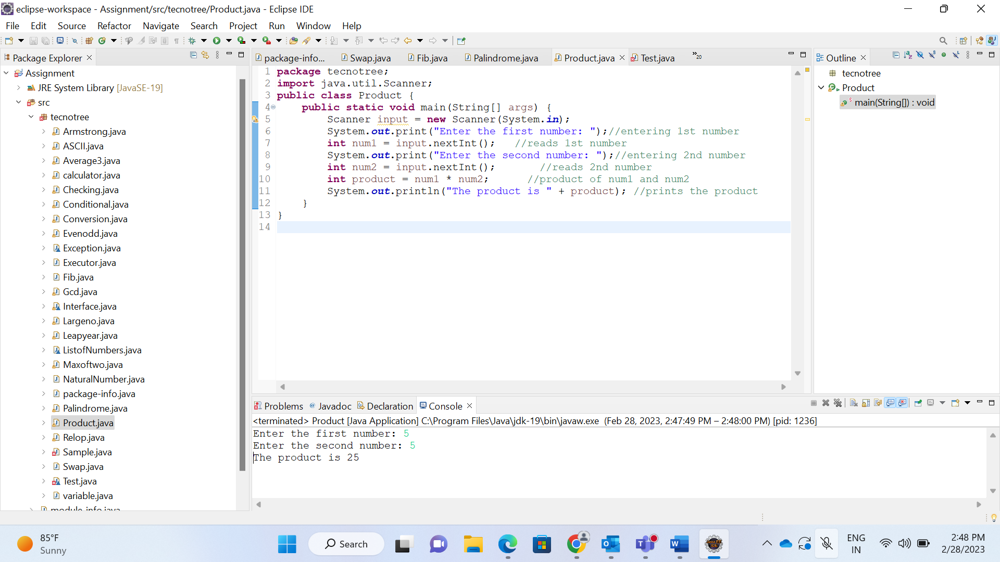 eclipse-workspace - Assignment/src/tecnotree/Product.java - Eclipse IDE
File Edit Source Refactor Navigate Search Project Run Window Help
Package Explorer
Assignment
JRE System Library [JavaSE-19]
src
tecnotree
Armstrong.java
ASCII.java
Average3.java
calculator.java
Checking.java
Conditional.java
Conversion.java
Evenodd.java
Exception.java
Executor.java
Fib.java
Gcd.java
Interface.java
Largeno.java
Leapyear.java
ListofNumbers.java
Maxoftwo.java
NaturalNumber.java
package-info.java
Palindrome.java
Product.java
Relop.java
Sample.java
Swap.java
Test.java
variable.java
module-info.java
package-info... Swap.java Fib.java Palindrome.java Product.java Test.java »20
1 package tecnotree;
2 import java.util.Scanner;
3 public class Product {
4 public static void main(String[] args) {
5 Scanner input = new Scanner(System.in);
6 System.out.print("Enter the first number: ");//entering 1st number
7 int num1 = input.nextInt(); //reads 1st number
8 System.out.print("Enter the second number: ");//entering 2nd number
9 int num2 = input.nextInt(); //reads 2nd number
10 int product = num1 * num2; //product of num1 and num2
11 System.out.println("The product is " + product); //prints the product
12 }
13 }
14
Outline
tecnotree
Product
main(String[]) : void
Problems Javadoc Declaration Console
<terminated> Product [Java Application] C:\Program Files\Java\jdk-19\bin\javaw.exe (Feb 28, 2023, 2:47:49 PM – 2:48:00 PM) [pid: 1236]
Enter the first number: 5
Enter the second number: 5
The product is 25
85°F
Sunny
Search
ENG
IN
2:48 PM
2/28/2023